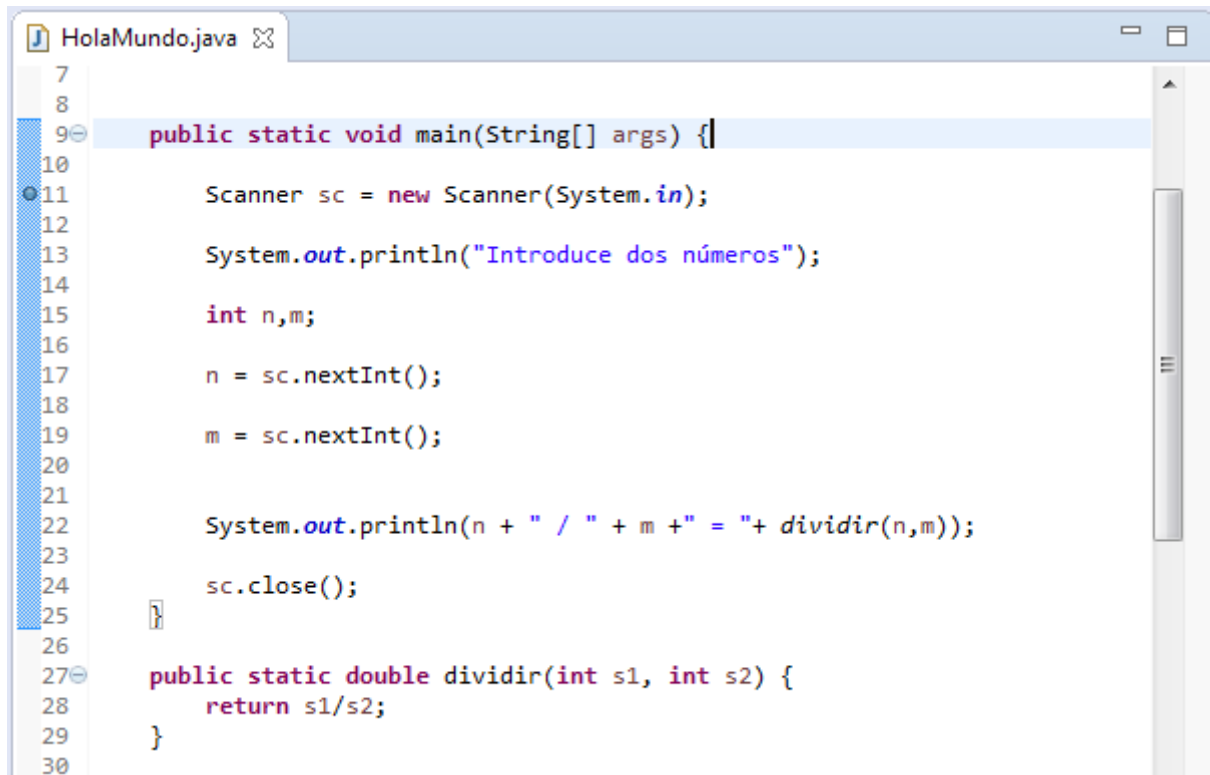 HolaMundo.java
7
8
9 public static void main(String[] args) {
10
11 Scanner sc = new Scanner(System.in);
12
13 System.out.println("Introduce dos números");
14
15 int n,m;
16
17 n = sc.nextInt();
18
19 m = sc.nextInt();
20
21
22 System.out.println(n + " / " + m +" = "+ dividir(n,m));
23
24 sc.close();
25 }
26
27 public static double dividir(int s1, int s2) {
28 return s1/s2;
29 }
30